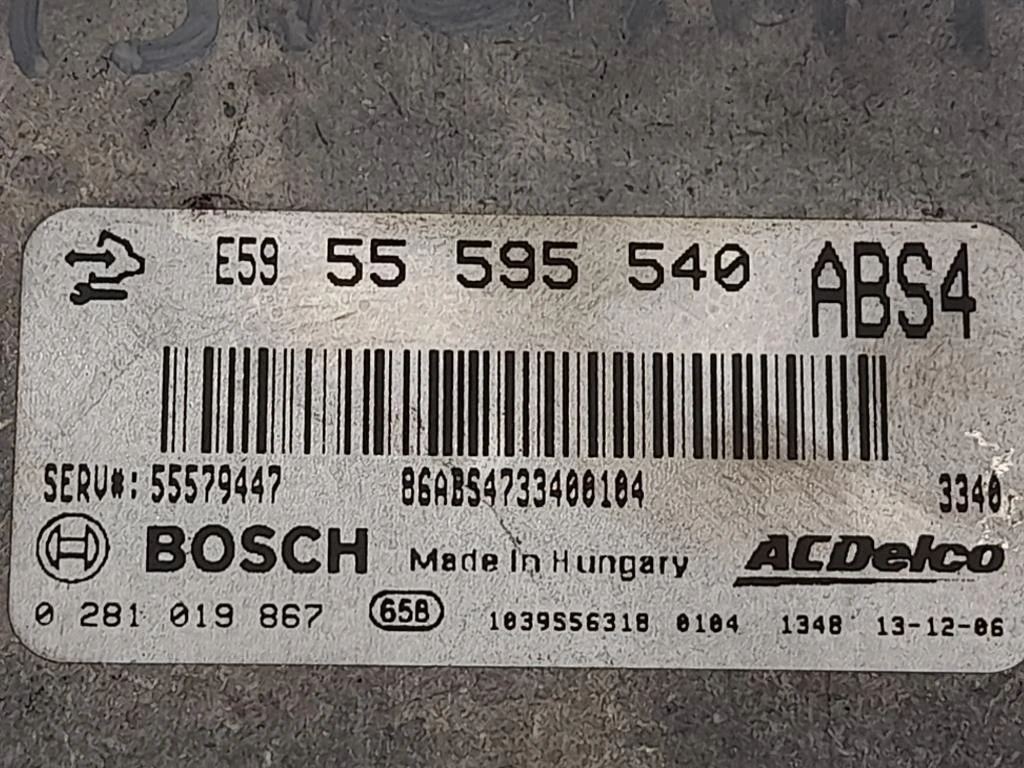 E59 55 595 540 ABS4
SERV#: 55579447 86ABS4733400104 3340
BOSCH Made In Hungary ACDelco
0 281 019 867 65B 1039S56318 0104 1348 13-12-06